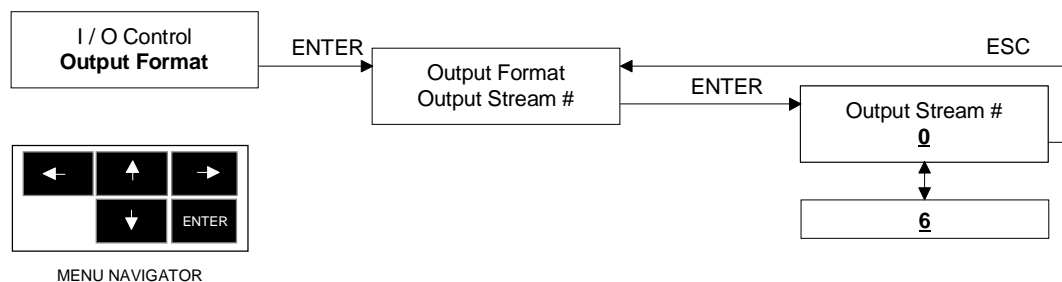 I / O Control
Output Format
ENTER
Output Format
Output Stream #
ESC
ENTER
Output Stream #
0
6
ENTER
MENU NAVIGATOR